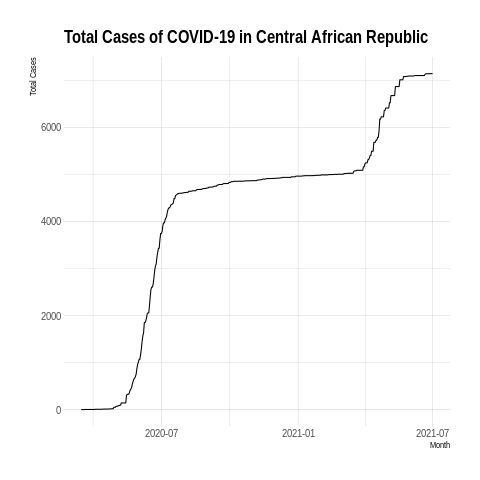 Total Cases of COVID-19 in Central African Republic
Total Cases
6000
4000
2000
0
2020-07
2021-01
2021-07
Month